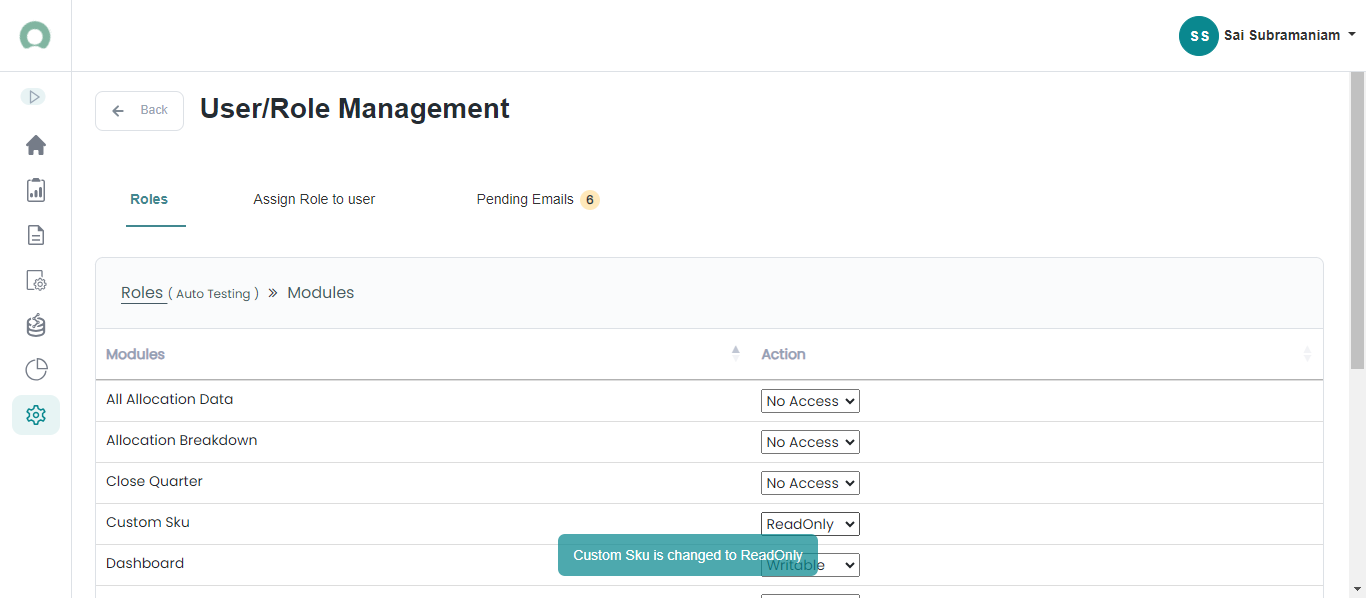 SS Sai Subramaniam
Back User/Role Management
Roles Assign Role to user Pending Emails 6
Roles ( Auto Testing ) » Modules
Modules Action
All Allocation Data No Access
Allocation Breakdown No Access
Close Quarter No Access
Custom Sku ReadOnly
Custom Sku is changed to ReadOnly
Dashboard Writable